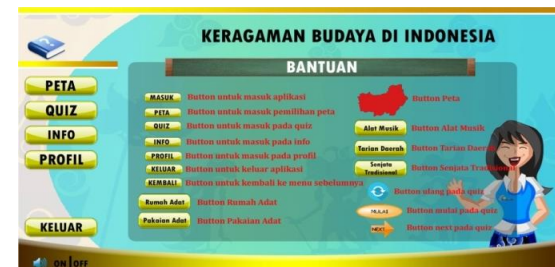 KERAGAMAN BUDAYA DI INDONESIA
BANTUAN
PETA
QUIZ
INFO
PROFIL
KELUAR
ON OFF
MASUK Button untuk masuk aplikasi
PETA Button untuk masuk pemilihan peta
QUIZ Button untuk masuk pada quiz
INFO Button untuk masuk pada info
PROFIL Button untuk masuk pada profil
KELUAR Button untuk keluar aplikasi
KEMBALI Button untuk kembali ke menu sebelumnya
Rumah Adat Button Rumah Adat
Pakaian Adat Button Pakaian Adat
Button Peta
Alat Musik Button Alat Musik
Tarian Daerah Button Tarian Daerah
Senjata Tradisional Button Senjata Tradisional
Button ulang pada quiz
MULAI Button mulai pada quiz
NEXT Button next pada quiz